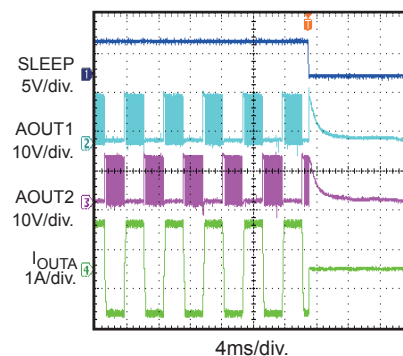 T
SLEEP
5V/div.
1
AOUT1
10V/div.
2
AOUT2
10V/div.
3
IOUTA
1A/div.
4
4ms/div.